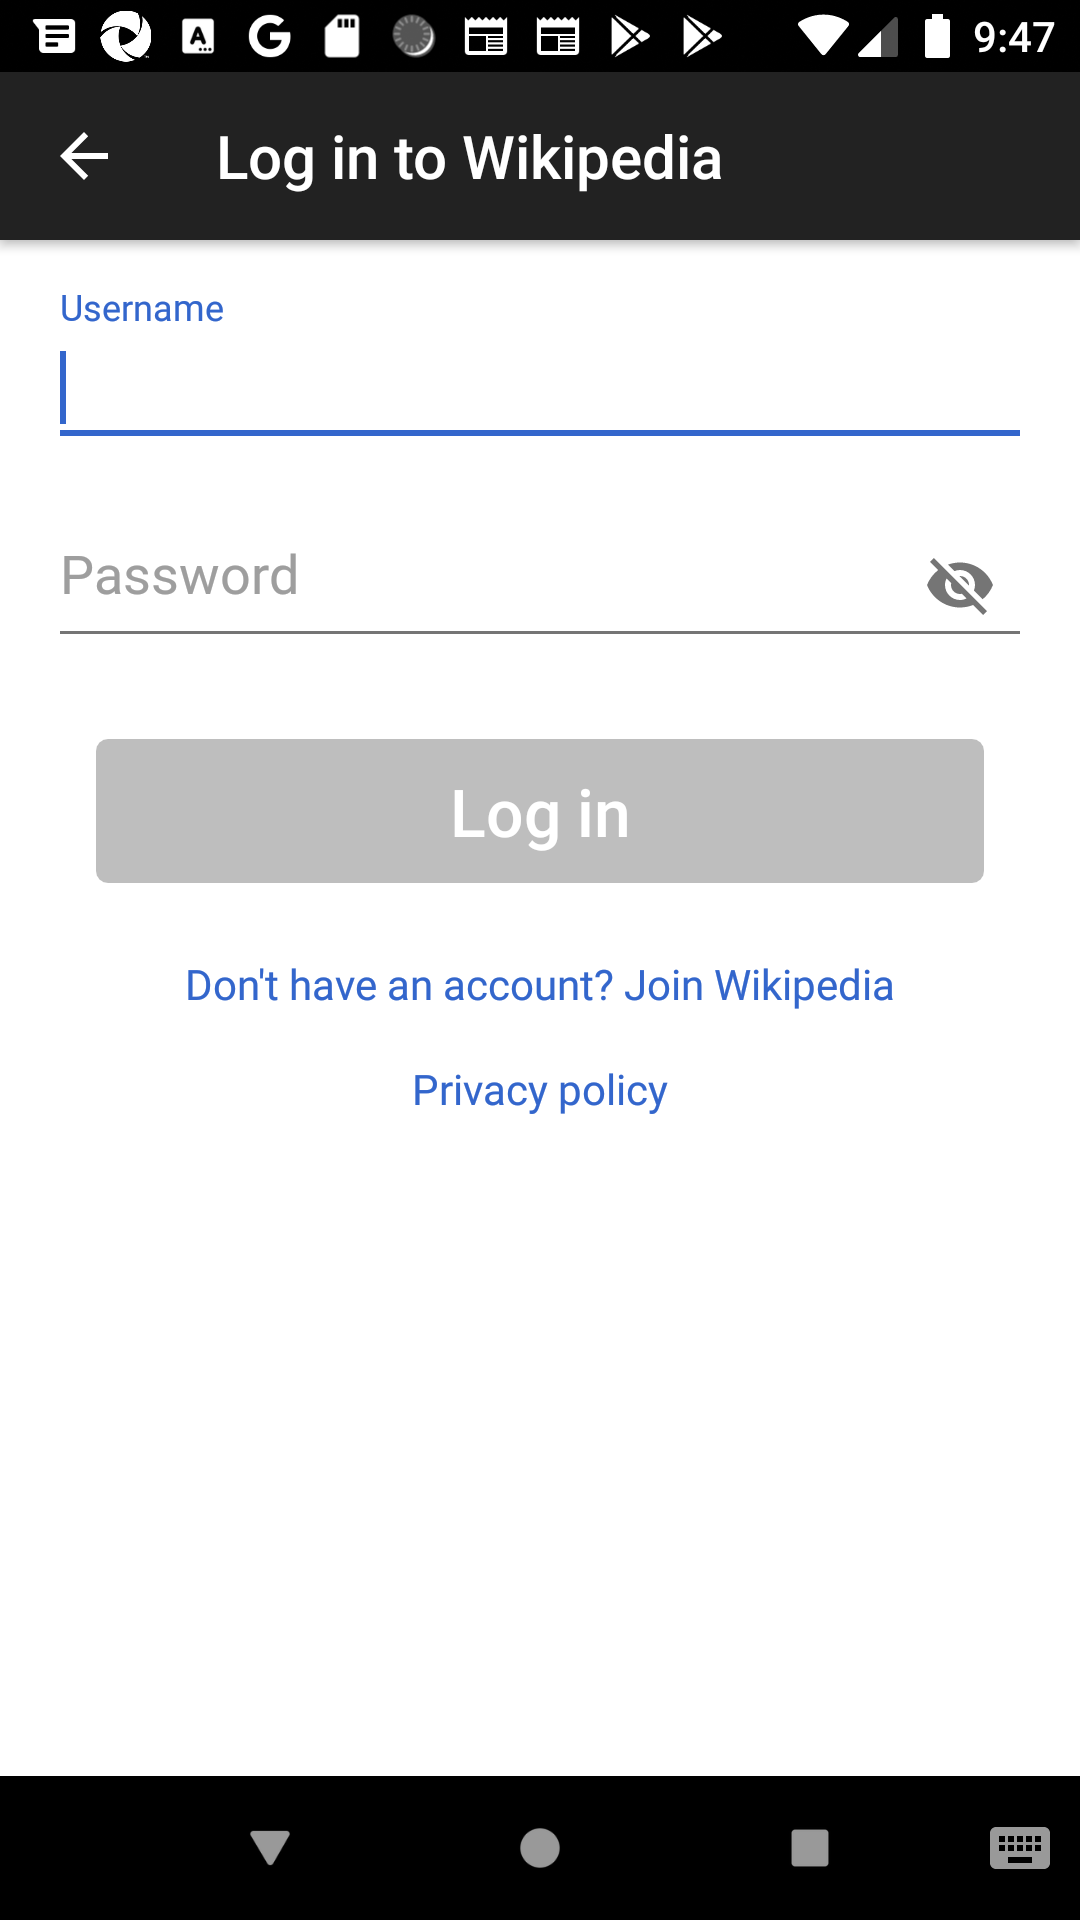 9:47
Log in to Wikipedia
Username
Password
Log in
Don't have an account? Join Wikipedia
Privacy policy